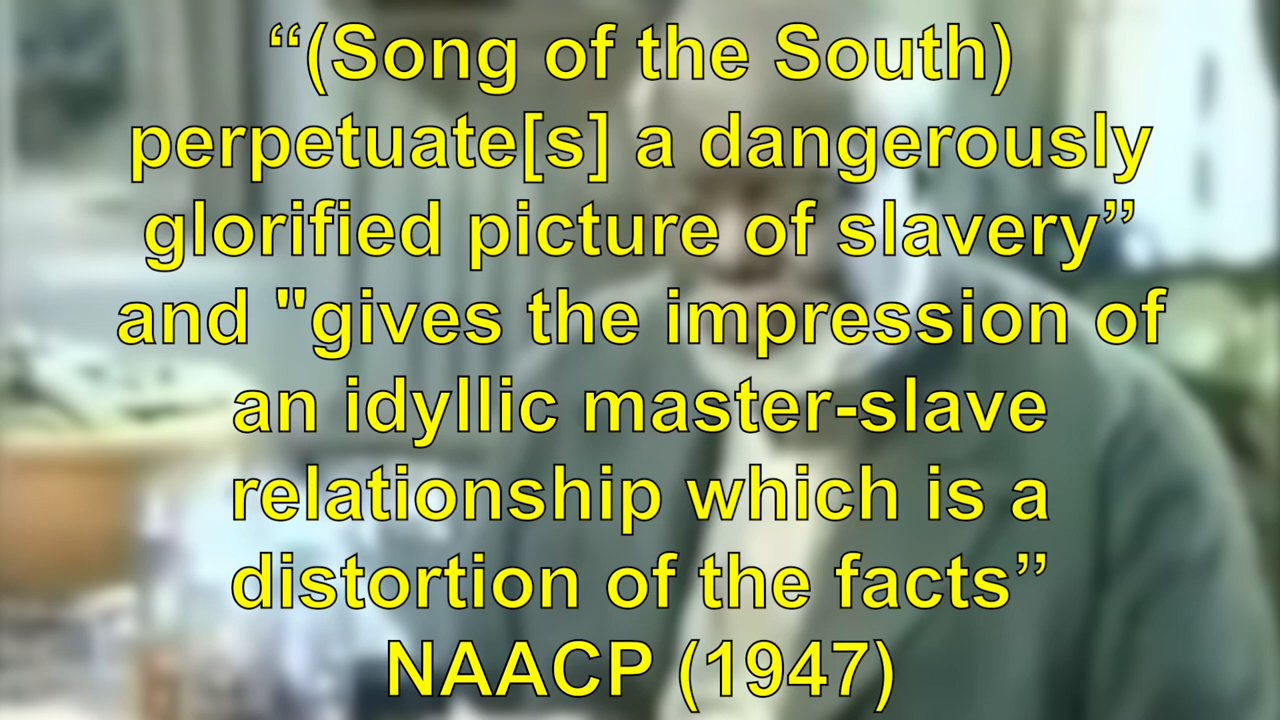 “(Song of the South)
perpetuate[s] a dangerously
glorified picture of slavery”
and "gives the impression of
an idyllic master-slave
relationship which is a
distortion of the facts”
NAACP (1947)